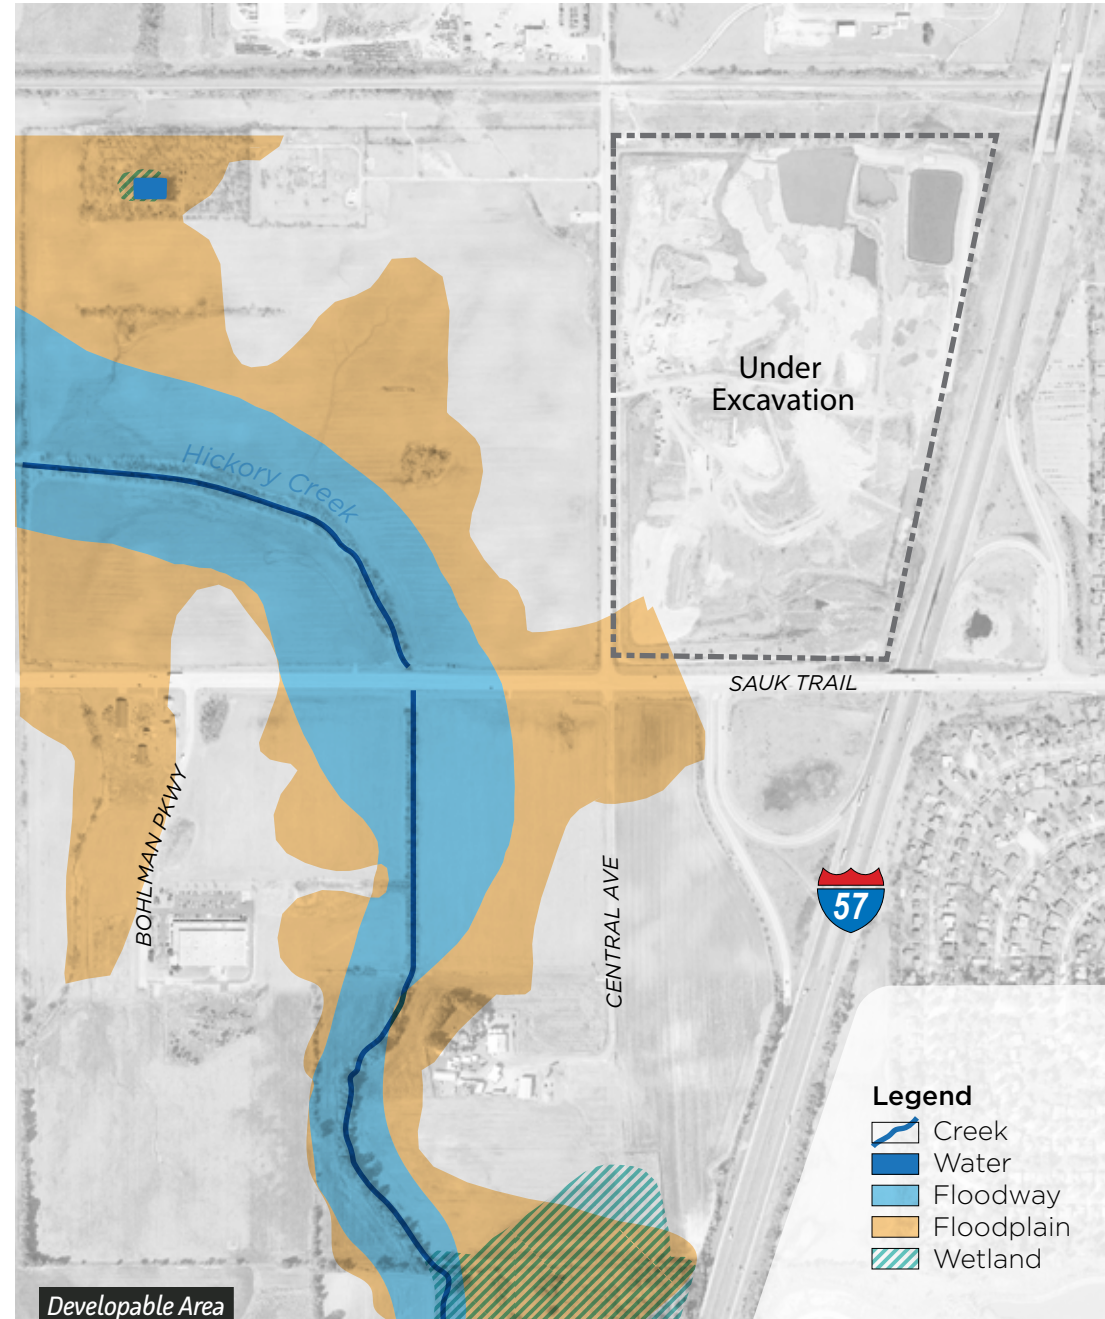 Under
Excavation
Hickory Creek
SAUK TRAIL
BOHLMAN PKWY
CENTRAL AVE
57
Legend
Creek
Water
Floodway
Floodplain
Wetland
Developable Area